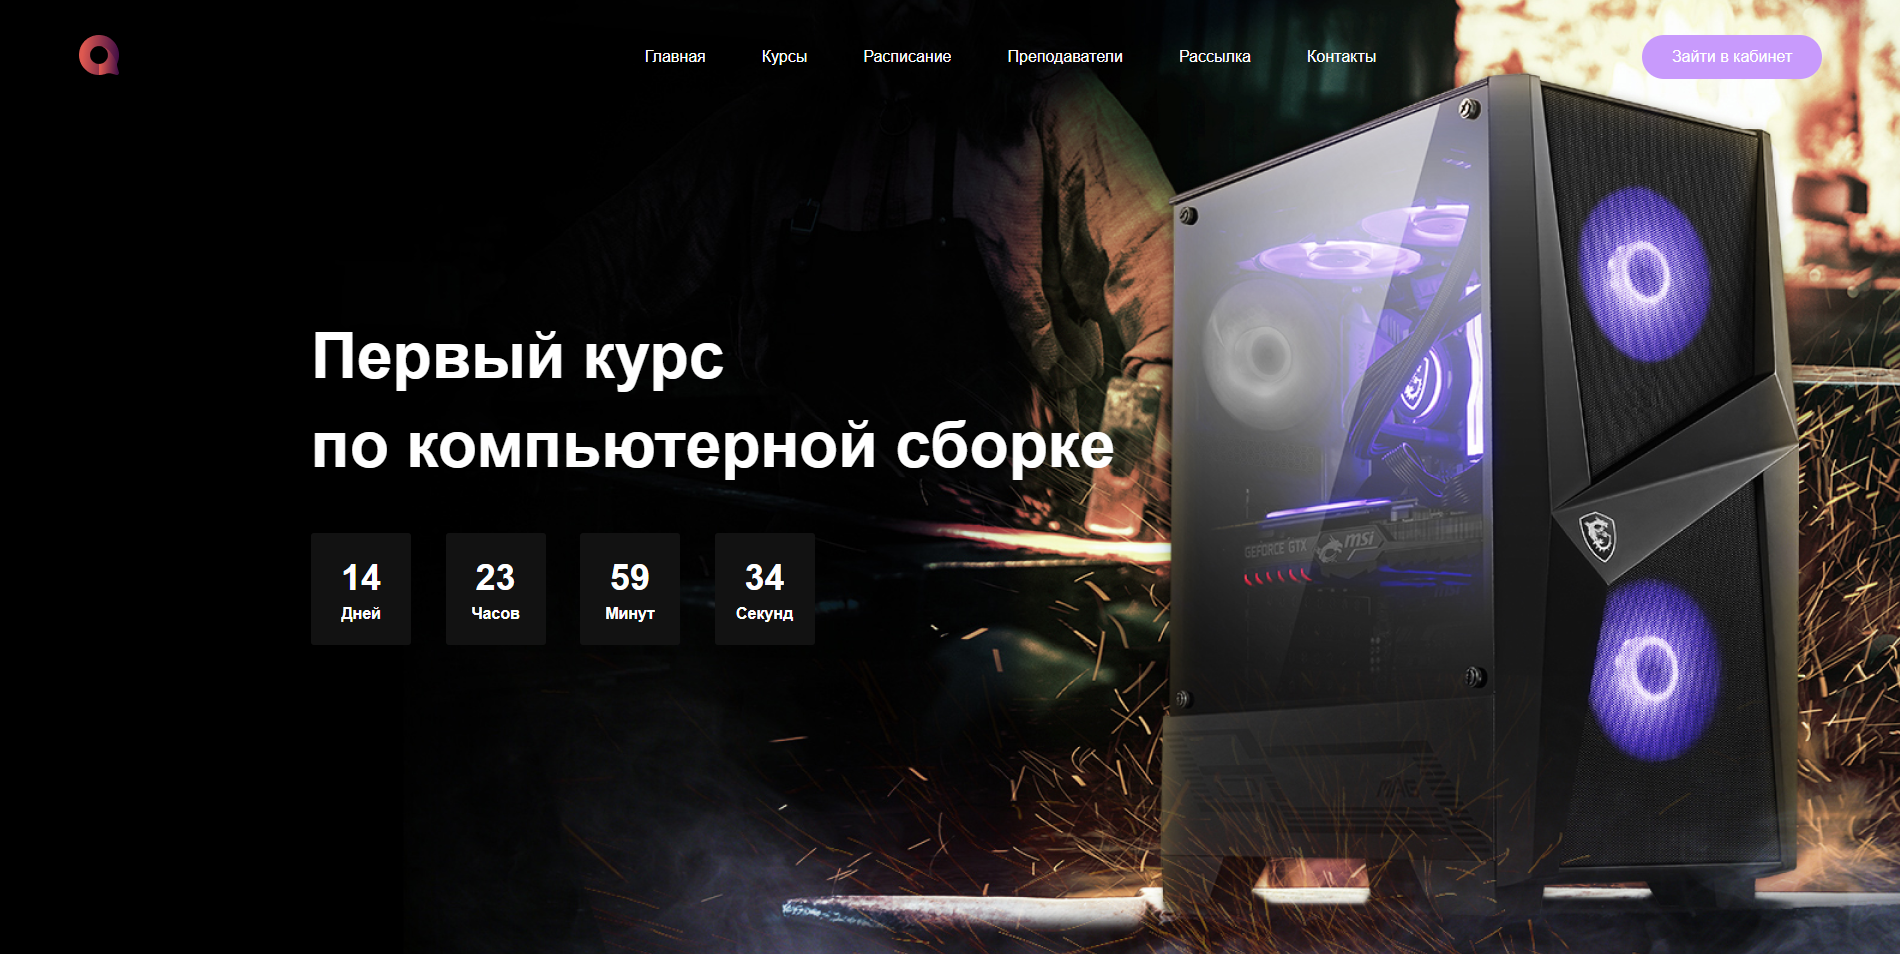 Главная Курсы Расписание Преподаватели Рассылка Контакты Зайти в кабинет
Первый курс
по компьютерной сборке
14 23 59 34
Дней Часов Минут Секунд
GEFORCE GTX msi